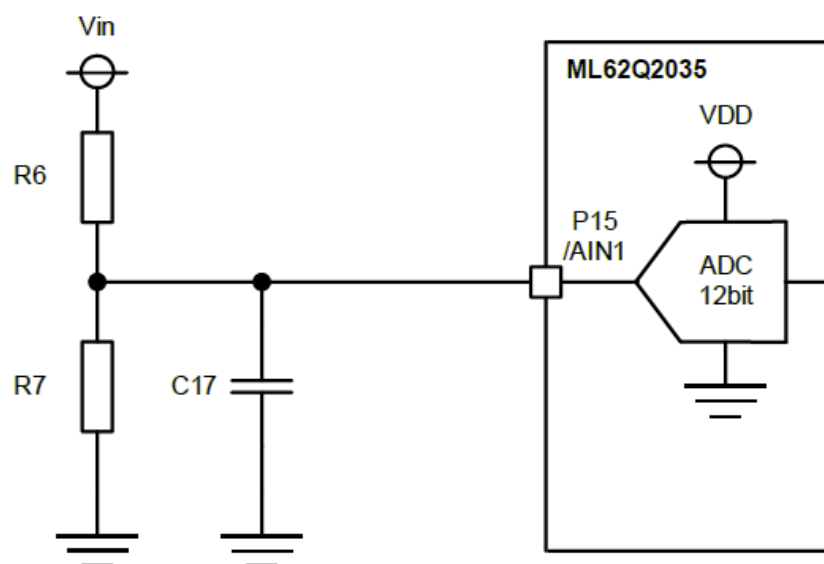 Vin
ML62Q2035
VDD
R6
P15
/AIN1
ADC
12bit
R7
C17